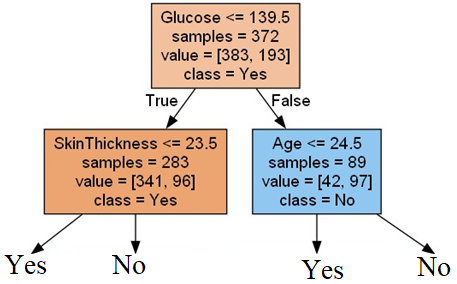 Glucose <= 139.5
samples = 372
value = [383, 193]
class = Yes
True
False
SkinThickness <= 23.5
samples = 283
value = [341, 96]
class = Yes
Age <= 24.5
samples = 89
value = [42, 97]
class = No
Yes
No
Yes
No